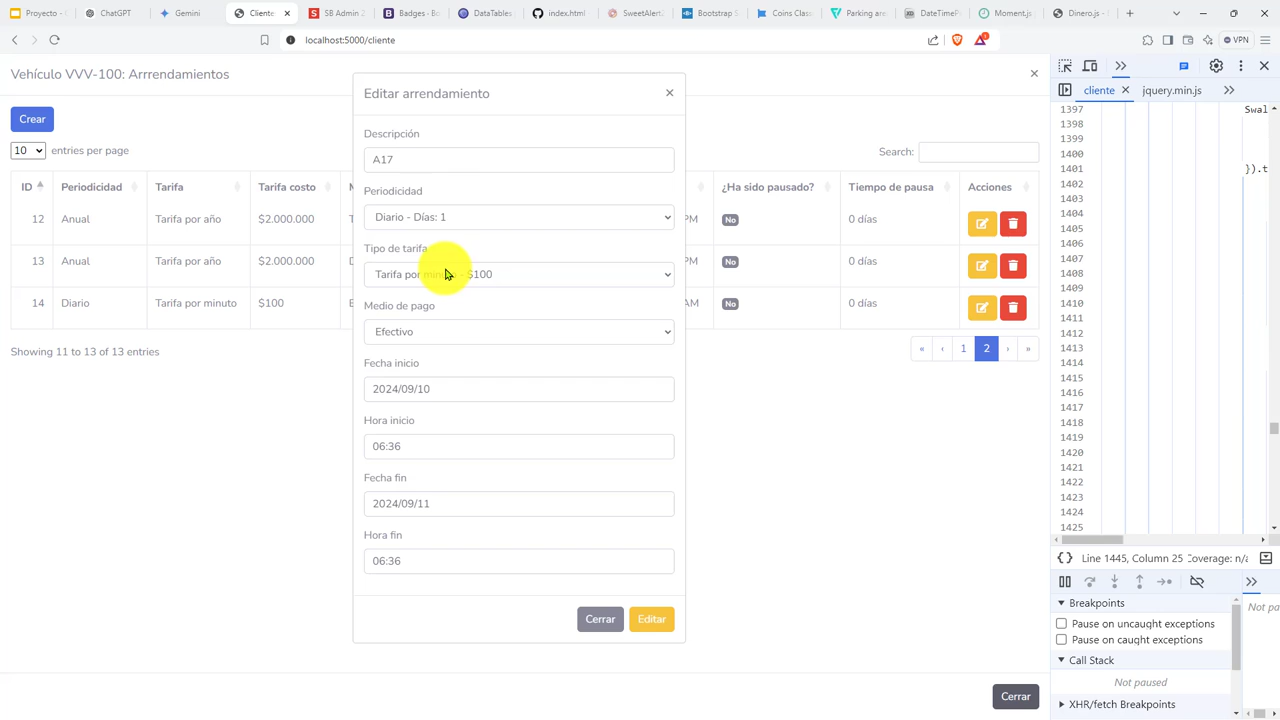 Proyecto -
ChatGPT
Gemini
Cliente
SB Admin
Badges - Bo
DataTables
index.html
SweetAlert
Bootstrap S
Coins Clas
Parking ar
DateTimeP
Moment.js
Dinero.js -
localhost:5000/cliente
VPN
Vehículo VVV-100: Arrrendamientos
Crear
10 entries per page
Search:
ID Periodicidad Tarifa Tarifa costo ¿Ha sido pausado? Tiempo de pausa Acciones
12 Anual Tarifa por año $2.000.000 PM No 0 días
13 Anual Tarifa por año $2.000.000 PM No 0 días
14 Diario Tarifa por minuto $100 AM No 0 días
Showing 11 to 13 of 13 entries
« ‹ 1 2 › »
Editar arrendamiento
Descripción
A17
Periodicidad
Diario - Días: 1
Tipo de tarifa
Tarifa por minuto - $100
Medio de pago
Efectivo
Fecha inicio
2024/09/10
Hora inicio
06:36
Fecha fin
2024/09/11
Hora fin
06:36
Cerrar Editar
Cerrar
cliente jquery.min.js
1397 Swal
1398
1399
1400
1401 }).t
1402
1403
1404
1405
1406
1407
1408
1409
1410
1411
1412
1413
1414
1415
1416
1417
1418
1419
1420
1421
1422
1423
1424
1425
Line 1445, Column 25 Coverage: n/a
Breakpoints
Pause on uncaught exceptions
Pause on caught exceptions
Call Stack
Not paused
XHR/fetch Breakpoints
Not pa